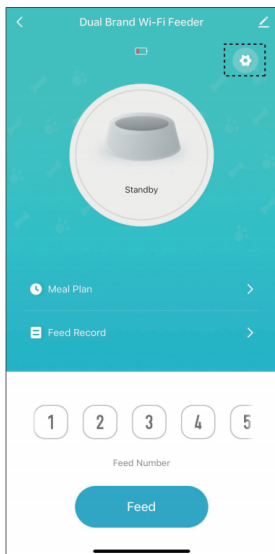 Dual Brand Wi-Fi Feeder
Standby
Meal Plan
Feed Record
1 2 3 4 5
Feed Number
Feed